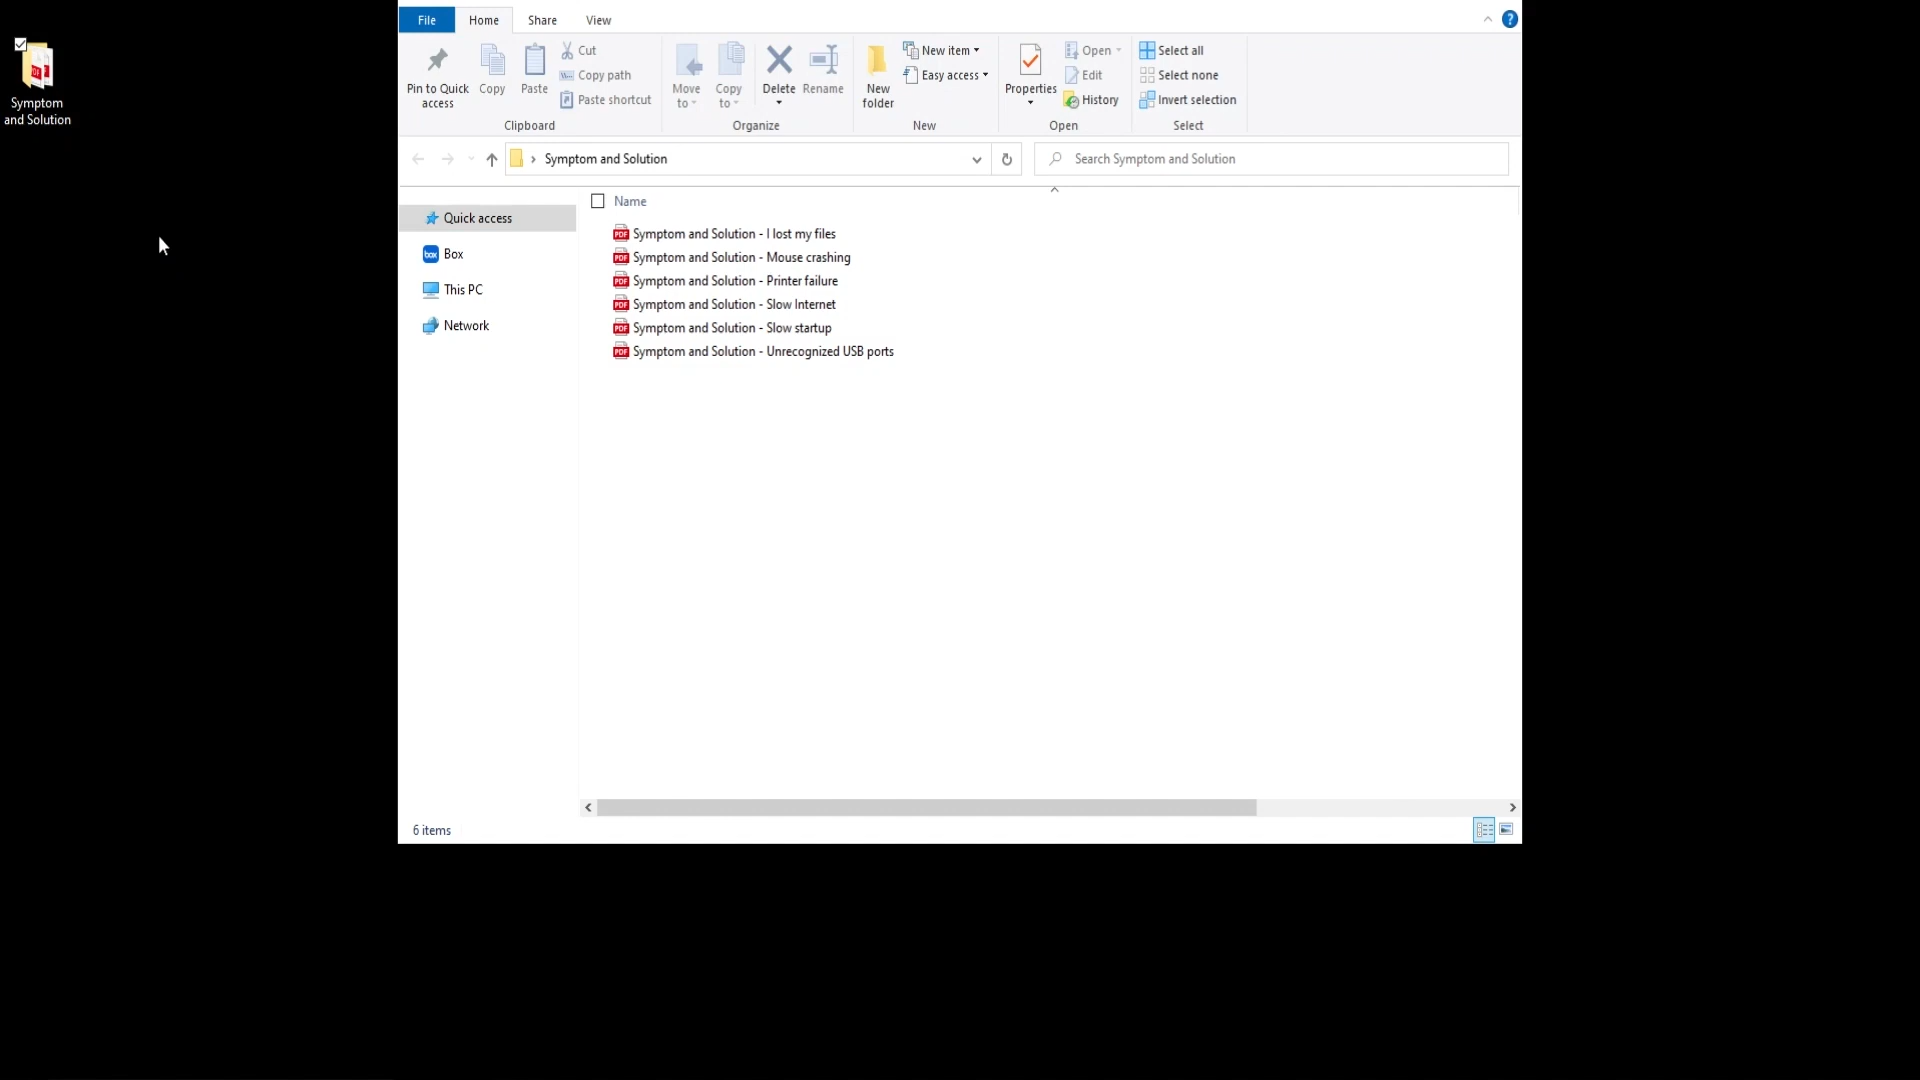 File Home Share View
Pin to Quick access
Copy
Paste
Cut
Copy path
Paste shortcut
Clipboard
Move to
Copy to
Delete
Rename
Organize
New folder
New item
Easy access
New
Properties
Open
Edit
History
Open
Select all
Select none
Invert selection
Select
Symptom and Solution
Search Symptom and Solution
Symptom
and Solution
Quick access
Box
This PC
Network
Name
Symptom and Solution - I lost my files
Symptom and Solution - Mouse crashing
Symptom and Solution - Printer failure
Symptom and Solution - Slow Internet
Symptom and Solution - Slow startup
Symptom and Solution - Unrecognized USB ports
6 items